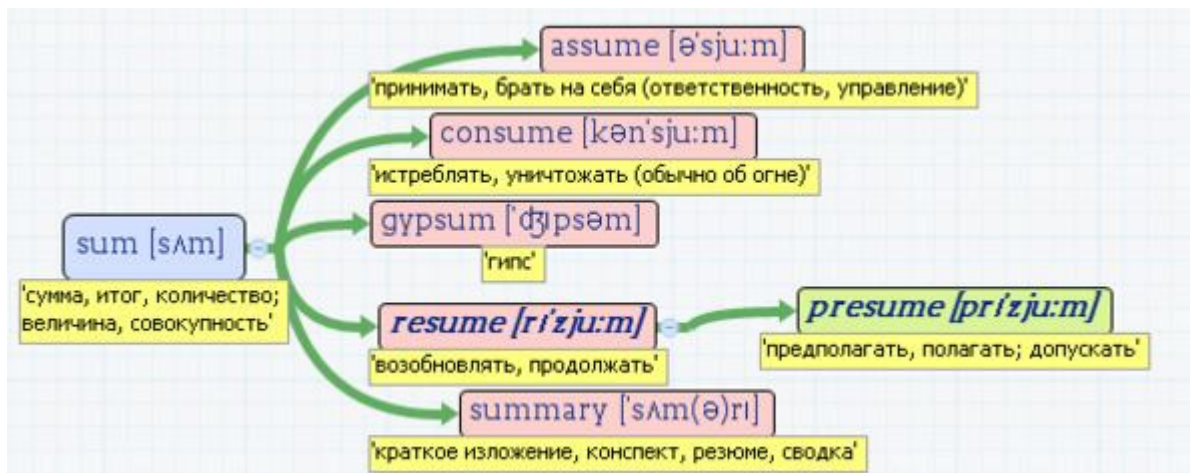 assume [ə'sju:m]
'принимать, брать на себя (ответственность, управление)'
consume [kən'sju:m]
'истреблять, уничтожать (обычно об огне)'
gypsum ['ʤɪpsəm]
'гипс'
sum [sʌm]
'сумма, итог, количество;
величина, совокупность'
resume [rɪ'zju:m]
'возобновлять, продолжать'
presume [prɪ'zju:m]
'предполагать, полагать; допускать'
summary ['sʌm(ə)rɪ]
'краткое изложение, конспект, резюме, сводка'